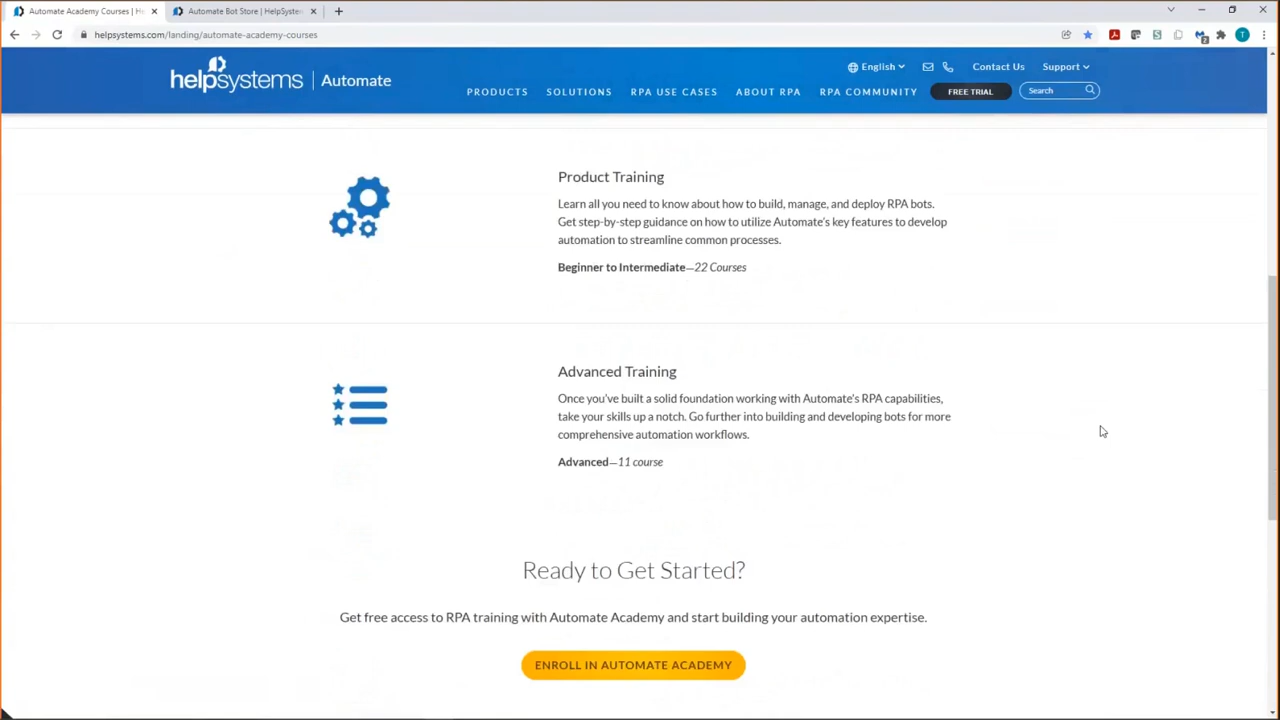 Automate Academy Courses | He
Automate Bot Store | HelpSystem
helpsystems.com/landing/automate-academy-courses
2
T
helpsystems | Automate
English
Contact Us
Support
PRODUCTS
SOLUTIONS
RPA USE CASES
ABOUT RPA
RPA COMMUNITY
FREE TRIAL
Search
Product Training
Learn all you need to know about how to build, manage, and deploy RPA bots.
Get step-by-step guidance on how to utilize Automate's key features to develop
automation to streamline common processes.
Beginner to Intermediate—22 Courses
Advanced Training
Once you've built a solid foundation working with Automate's RPA capabilities,
take your skills up a notch. Go further into building and developing bots for more
comprehensive automation workflows.
Advanced—11 course
Ready to Get Started?
Get free access to RPA training with Automate Academy and start building your automation expertise.
ENROLL IN AUTOMATE ACADEMY